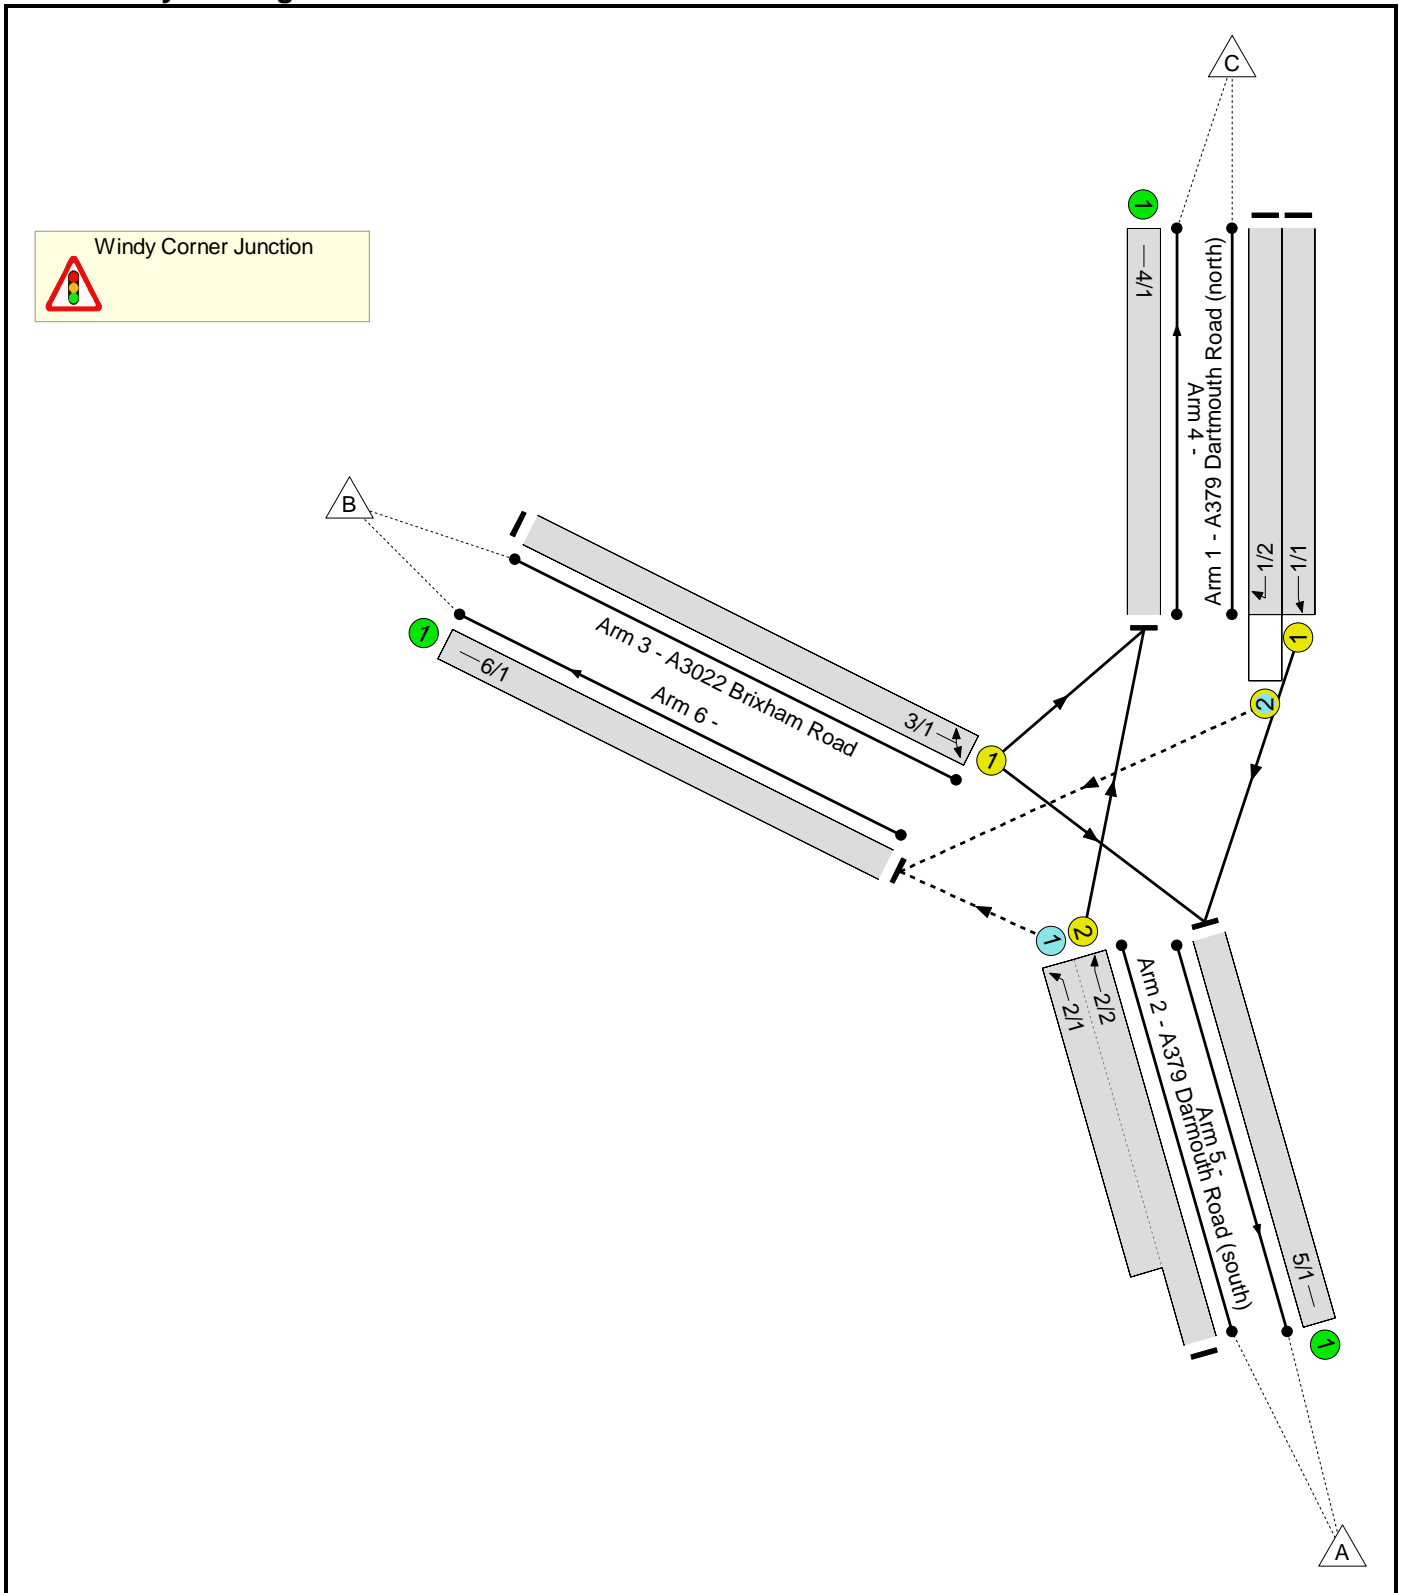 C
Windy Corner Junction
1
4/1
Arm 4 -
Arm 1 - A379 Dartmouth Road (north)
1/2
1/1
1
2
B
1
6/1
Arm 3 - A3022 Brixham Road
Arm 6 -
3/1
1
1
2
2/1
2/2
Arm 2 - A379 Darmouth Road (south)
Arm 5 -
5/1
1
A